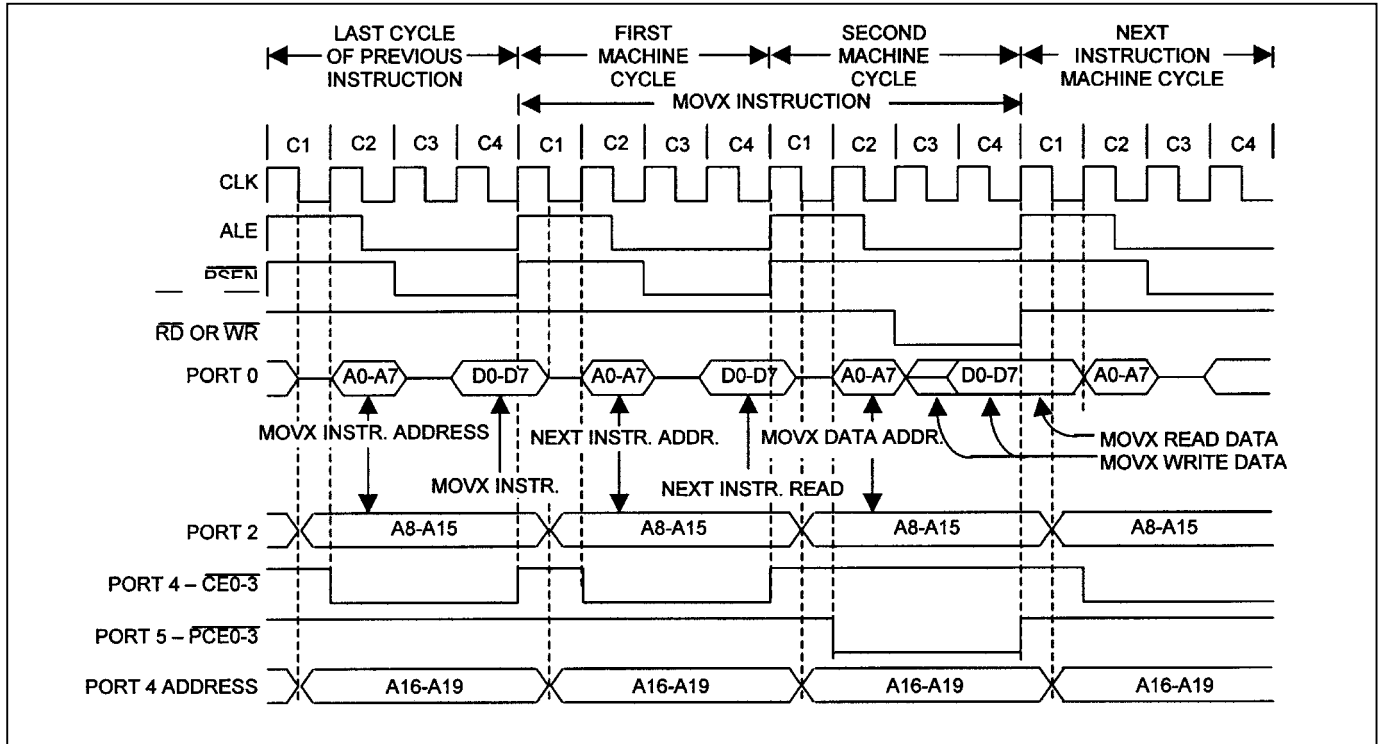 LAST CYCLE
OF PREVIOUS
INSTRUCTION
FIRST
MACHINE
CYCLE
SECOND
MACHINE
CYCLE
NEXT
INSTRUCTION
MACHINE CYCLE
MOVX INSTRUCTION
C1 C2 C3 C4 C1 C2 C3 C4 C1 C2 C3 C4 C1 C2 C3 C4
CLK
ALE
PSEN
RD OR WR
PORT 0 A0-A7 D0-D7 A0-A7 D0-D7 A0-A7 D0-D7 A0-A7
MOVX INSTR. ADDRESS NEXT INSTR. ADDR. MOVX DATA ADDR. MOVX READ DATA
MOVX WRITE DATA
MOVX INSTR. NEXT INSTR. READ
PORT 2 A8-A15 A8-A15 A8-A15 A8-A15
PORT 4 – CE0-3
PORT 5 – PCE0-3
PORT 4 ADDRESS A16-A19 A16-A19 A16-A19 A16-A19